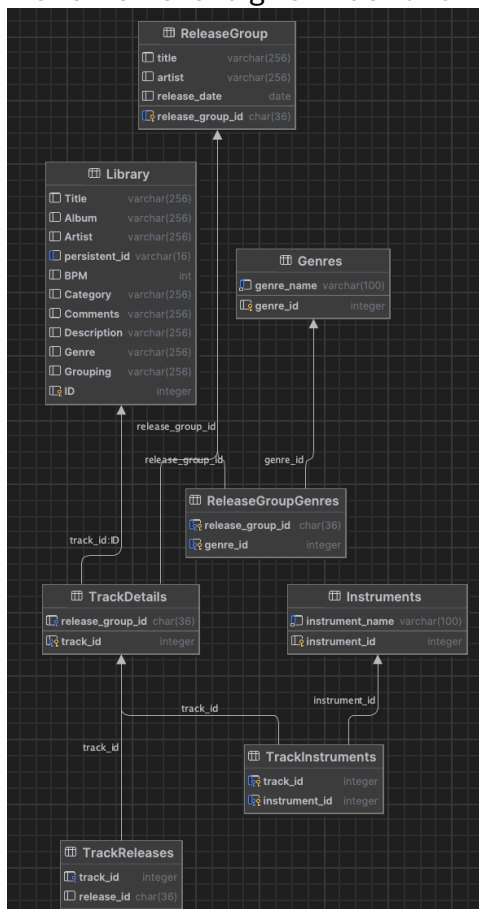 ReleaseGroup
title varchar(256)
artist varchar(256)
release_date date
release_group_id char(36)
Library
Title varchar(256)
Album varchar(256)
Artist varchar(256)
persistent_id varchar(16)
BPM int
Category varchar(256)
Comments varchar(256)
Description varchar(256)
Genre varchar(256)
Grouping varchar(256)
ID integer
Genres
genre_name varchar(100)
genre_id integer
release_group_id
release_group_id
genre_id
ReleaseGroupGenres
release_group_id char(36)
genre_id integer
track_id:ID
TrackDetails
release_group_id char(36)
track_id integer
Instruments
instrument_name varchar(100)
instrument_id integer
instrument_id
track_id
track_id
TrackInstruments
track_id integer
instrument_id integer
TrackReleases
track_id integer
release_id char(36)